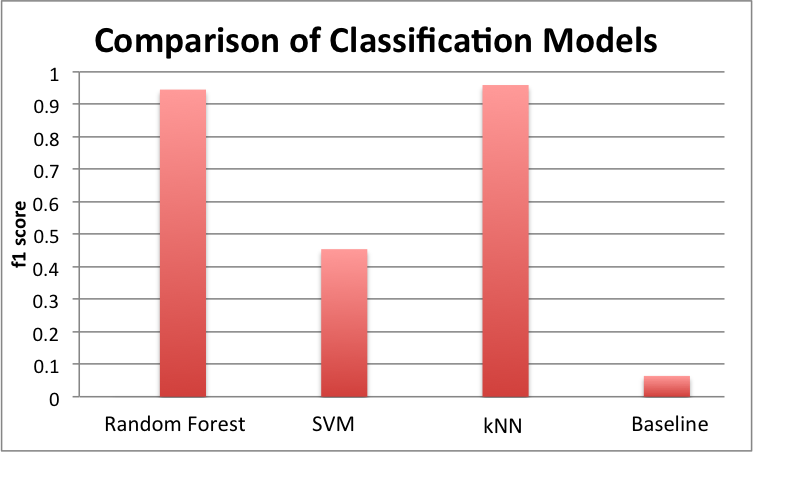 Comparison of Classification Models
f1 score
1
0.9
0.8
0.7
0.6
0.5
0.4
0.3
0.2
0.1
0
Random Forest
SVM
kNN
Baseline